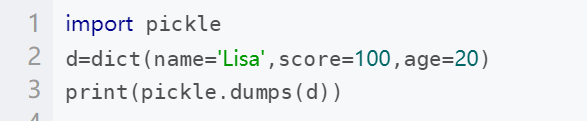 1 import pickle
2 d=dict(name='Lisa',score=100,age=20)
3 print(pickle.dumps(d))